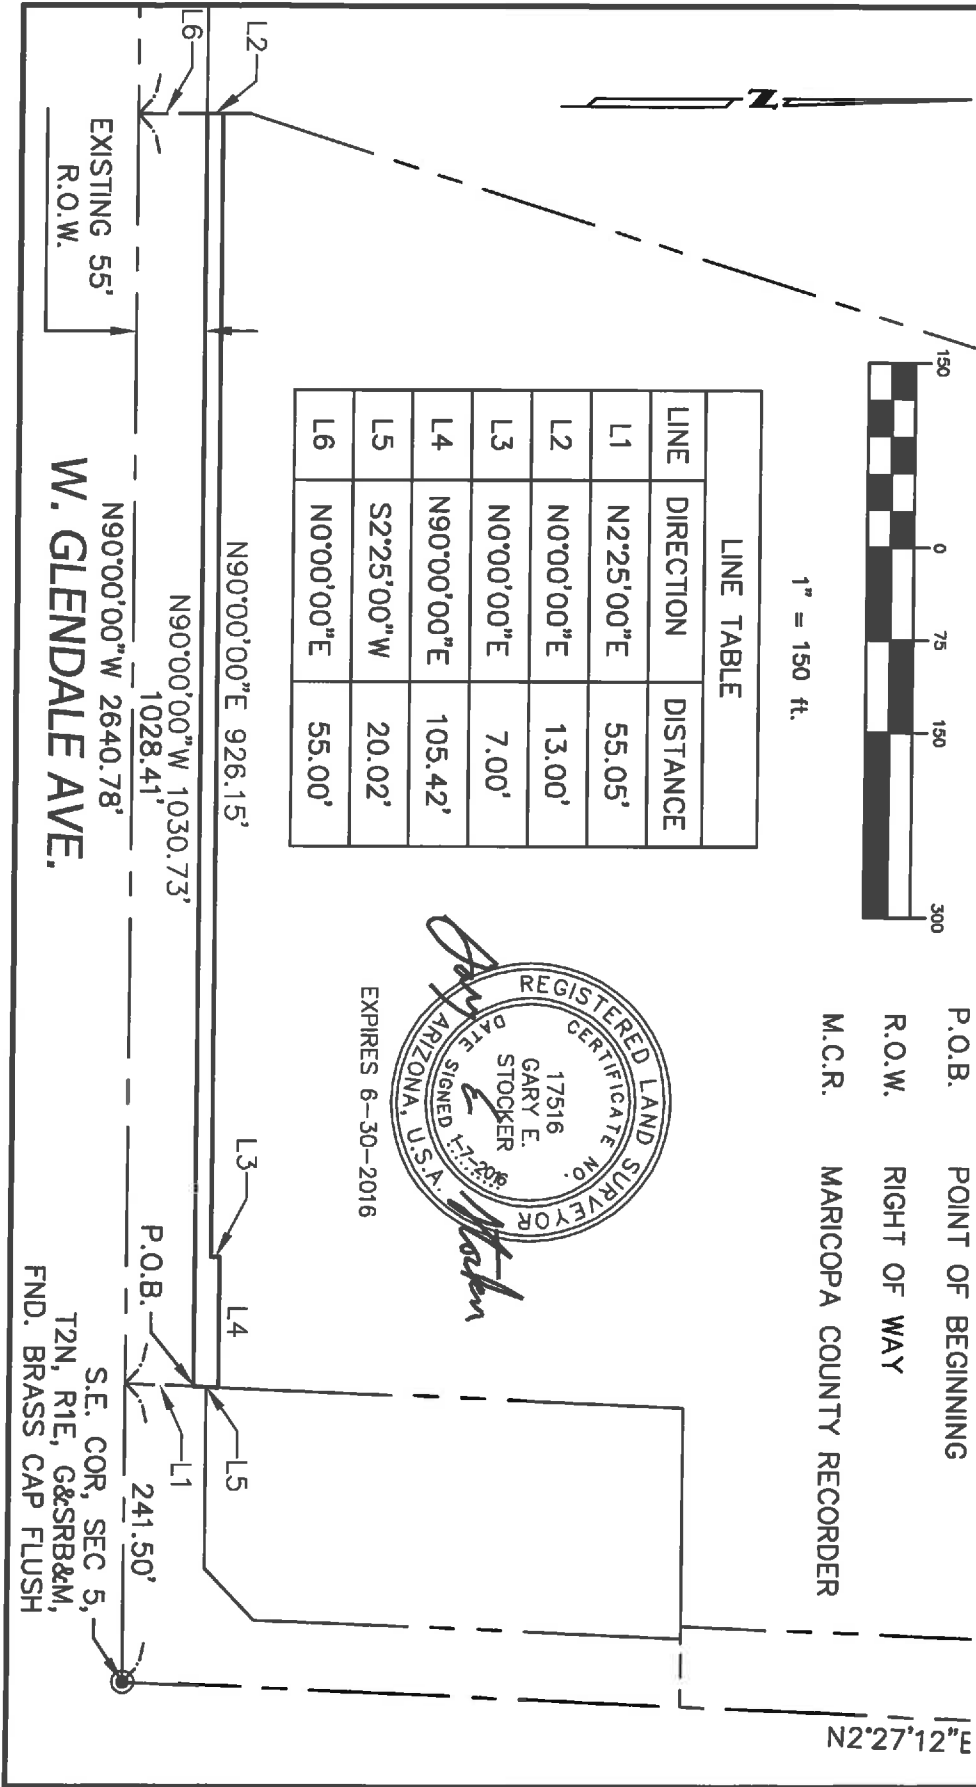 P.O.B. POINT OF BEGINNING
R.O.W. RIGHT OF WAY
M.C.R. MARICOPA COUNTY RECORDER
N
150 0 75 150 300
1" = 150 ft.
LINE TABLE
LINE DIRECTION DISTANCE
L1 N2°25'00"E 55.05'
L2 N0°00'00"E 13.00'
L3 N0°00'00"E 7.00'
L4 N90°00'00"E 105.42'
L5 S2°25'00"W 20.02'
L6 N0°00'00"E 55.00'
REGISTERED LAND SURVEYOR
CERTIFICATE NO.
17516
GARY E.
STOCKER
DATE SIGNED 1-7-2016
ARIZONA, U.S.A.
Gary E Stocker
EXPIRES 6-30-2016
N2°27'12"E
L2
L6
N90°00'00"E 926.15'
N90°00'00"W 1030.73'
1028.41'
N90°00'00"W 2640.78'
EXISTING 55'
R.O.W.
W. GLENDALE AVE.
L3
L4
L5
L1
P.O.B.
241.50'
S.E. COR, SEC 5,
T2N, R1E, G&SRB&M,
FND. BRASS CAP FLUSH